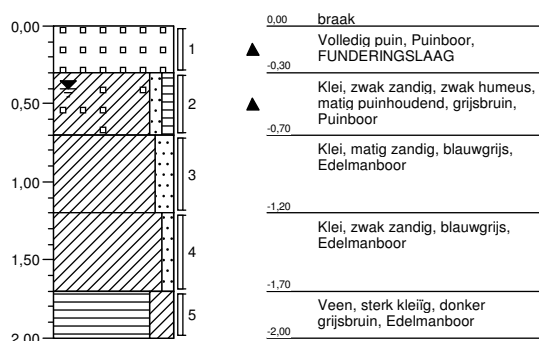 0,00
0,50
1,00
1,50
2,00
1
2
3
4
5
0,00 braak
Volledig puin, Puinboor,
FUNDERINGSLAAG
-0,30
Klei, zwak zandig, zwak humeus,
matig puinhoudend, grijsbruin,
Puinboor
-0,70
Klei, matig zandig, blauwgrijs,
Edelmanboor
-1,20
Klei, zwak zandig, blauwgrijs,
Edelmanboor
-1,70
Veen, sterk kleiïg, donker
grijsbruin, Edelmanboor
-2,00